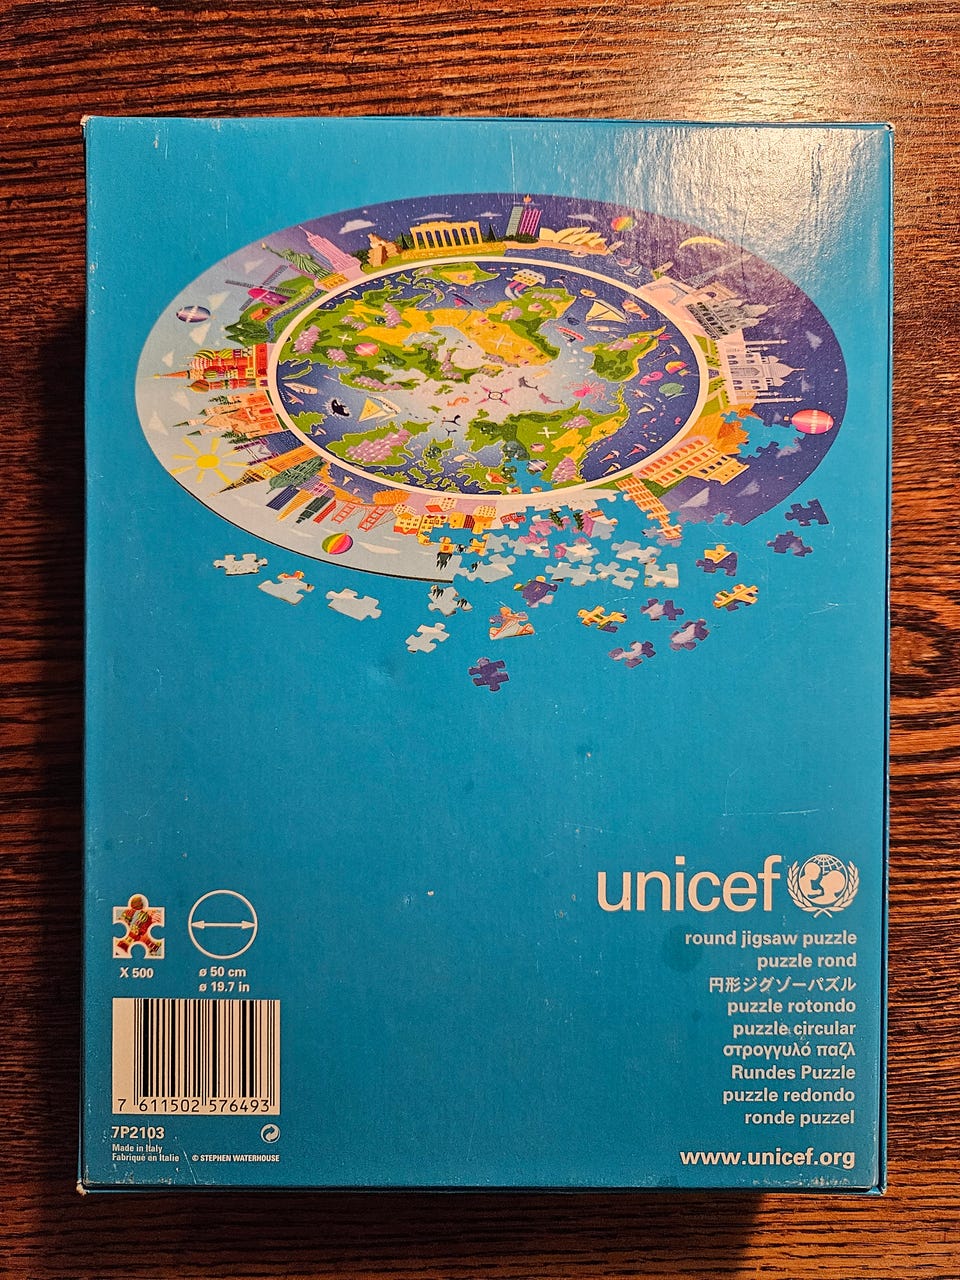 unicef
round jigsaw puzzle
puzzle rond
円形ジグソーパズル
puzzle rotondo
puzzle circular
στρογγυλό παζλ
Rundes Puzzle
puzzle redondo
ronde puzzel
www.unicef.org
X 500
ø 50 cm
ø 19.7 in
7 611502 576493
7P2103
Made in Italy
Fabriqué en Italie
© STEPHEN WATERHOUSE